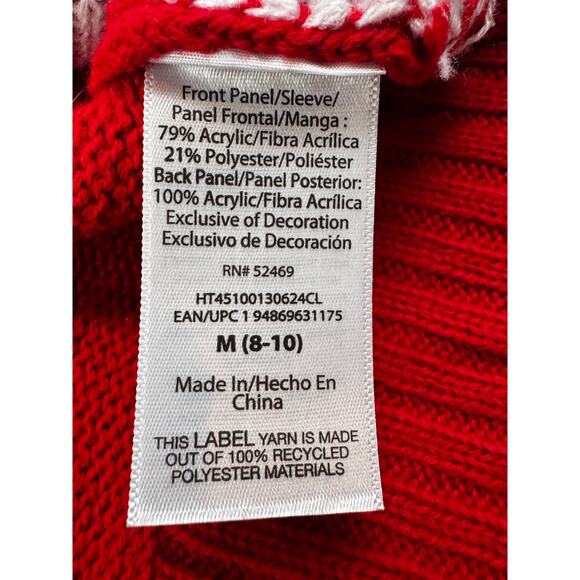 Front Panel/Sleeve/
Panel Frontal/Manga :
79% Acrylic/Fibra Acrílica
21% Polyester/Poliéster
Back Panel/Panel Posterior:
100% Acrylic/Fibra Acrílica
Exclusive of Decoration
Exclusivo de Decoración
RN# 52469
HT45100130624CL
EAN/UPC 1 94869631175
M (8-10)
Made In/Hecho En
China
THIS LABEL YARN IS MADE
OUT OF 100% RECYCLED
POLYESTER MATERIALS